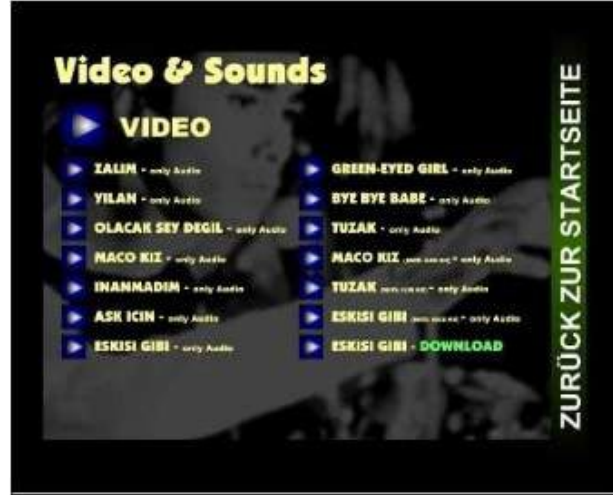 Video & Sounds
VIDEO
ZALIM - only Audio
YILAN - only Audio
OLACAK SEY DEGIL - only Audio
MACO KIZ - only Audio
INANMADIM - only Audio
ASK ICIN - only Audio
ESKISI GIBI - only Audio
GREEN-EYED GIRL - only Audio
BYE BYE BABE - only Audio
TUZAK - only Audio
MACO KIZ - only Audio
TUZAK - only Audio
ESKISI GIBI - only Audio
ESKISI GIBI - DOWNLOAD
ZURÜCK ZUR STARTSEITE